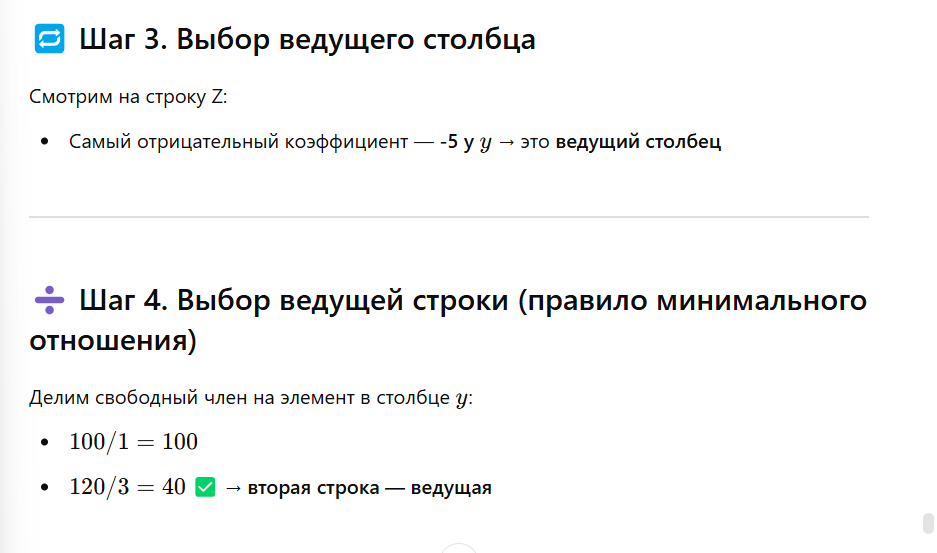 🔁 Шаг 3. Выбор ведущего столбца
Смотрим на строку Z:
• Самый отрицательный коэффициент — -5 у y → это ведущий столбец
➗ Шаг 4. Выбор ведущей строки (правило минимального
отношения)
Делим свободный член на элемент в столбце y:
• 100/1 = 100
• 120/3 = 40 ✅ → вторая строка — ведущая